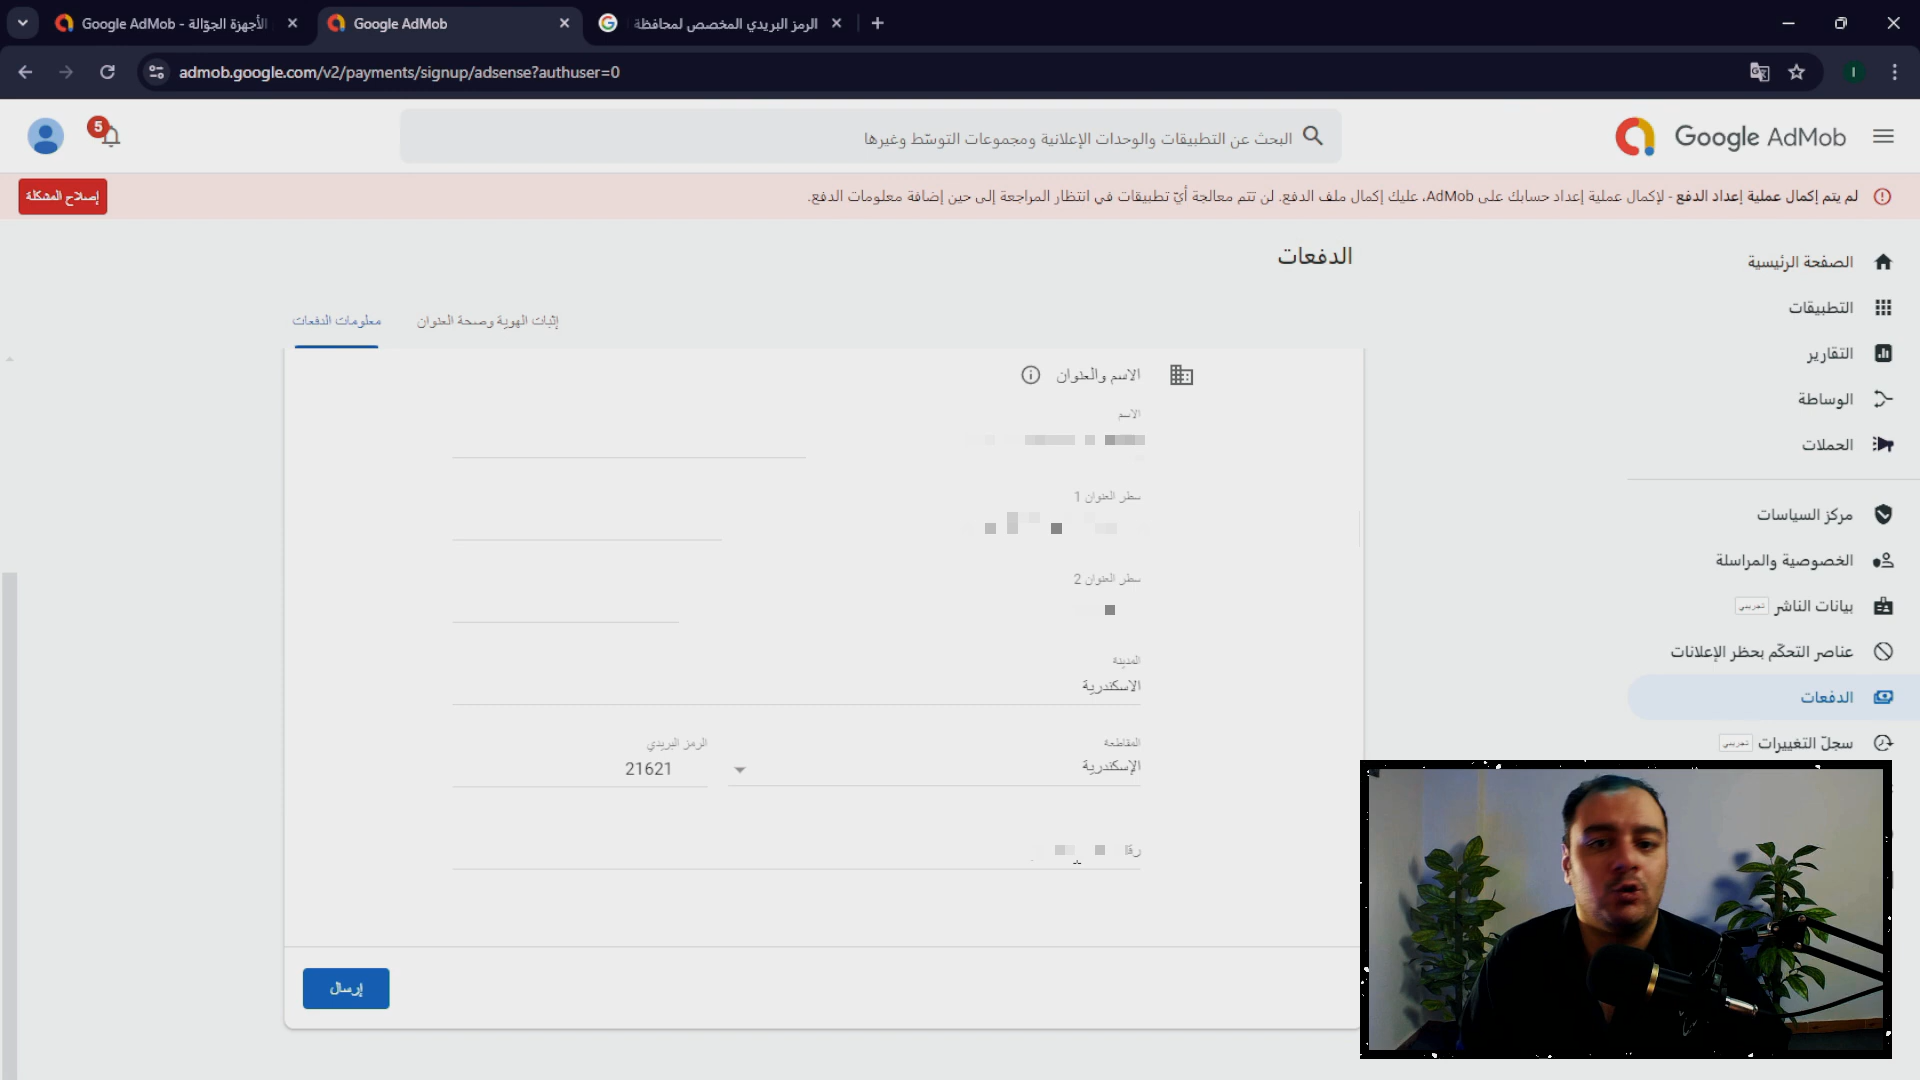 Google AdMob - الأجهزة الجوّالة
Google AdMob
الرمز البريدي المخصص لمحافظة
admob.google.com/v2/payments/signup/adsense?authuser=0
I
5
البحث عن التطبيقات والوحدات الإعلانية ومجموعات التوسّط وغيرها
Google AdMob
لم يتم إكمال عملية إعداد الدفع - لإكمال عملية إعداد حسابك على AdMob، عليك إكمال ملف الدفع. لن تتم معالجة أيّ تطبيقات في انتظار المراجعة إلى حين إضافة معلومات الدفع.
إصلاح المشكلة
الدفعات
إثبات الهوية وصحة العنوان
معلومات الدفعات
الاسم والعنوان
الاسم
سطر العنوان 1
سطر العنوان 2
المدينة
الاسكندرية
المقاطعة
الإسكندرية
الرمز البريدي
21621
إرسال
الصفحة الرئيسية
التطبيقات
التقارير
الوساطة
الحملات
مركز السياسات
الخصوصية والمراسلة
بيانات الناشر تجريبي
عناصر التحكّم بحظر الإعلانات
الدفعات
سجلّ التغييرات تجريبي